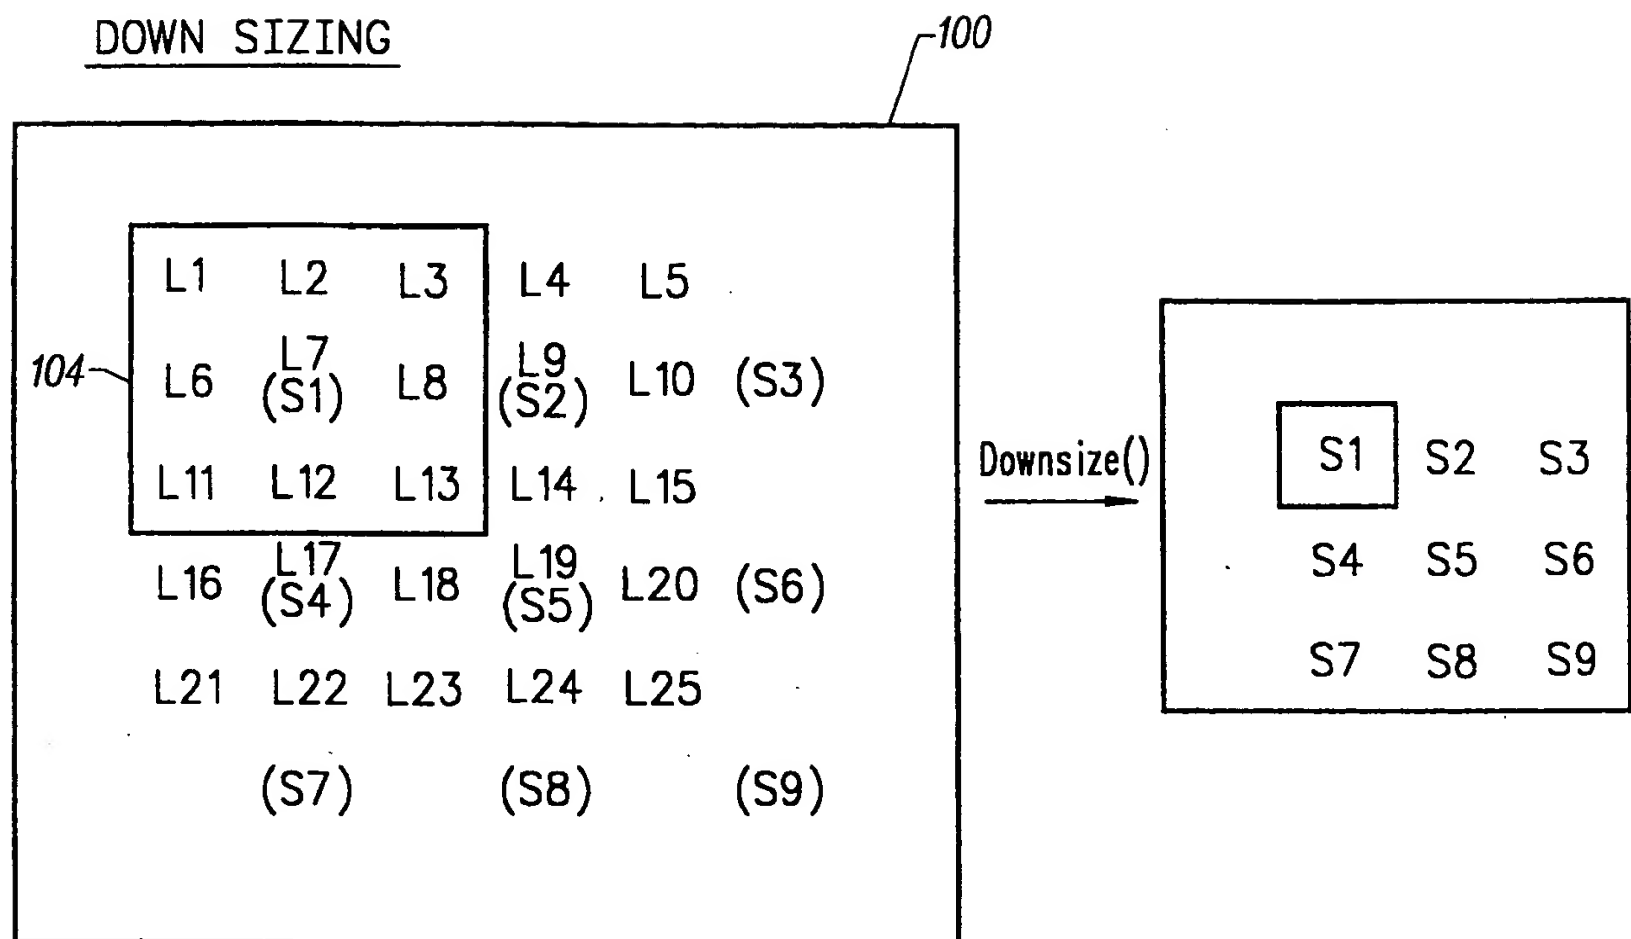 DOWN SIZING
100
L1 L2 L3 L4 L5
104
L6 L7 (S1) L8 L9 (S2) L10 (S3)
L11 L12 L13 L14 L15
L16 L17 (S4) L18 L19 (S5) L20 (S6)
L21 L22 L23 L24 L25
(S7) (S8) (S9)
Downsize()
S1 S2 S3
S4 S5 S6
S7 S8 S9